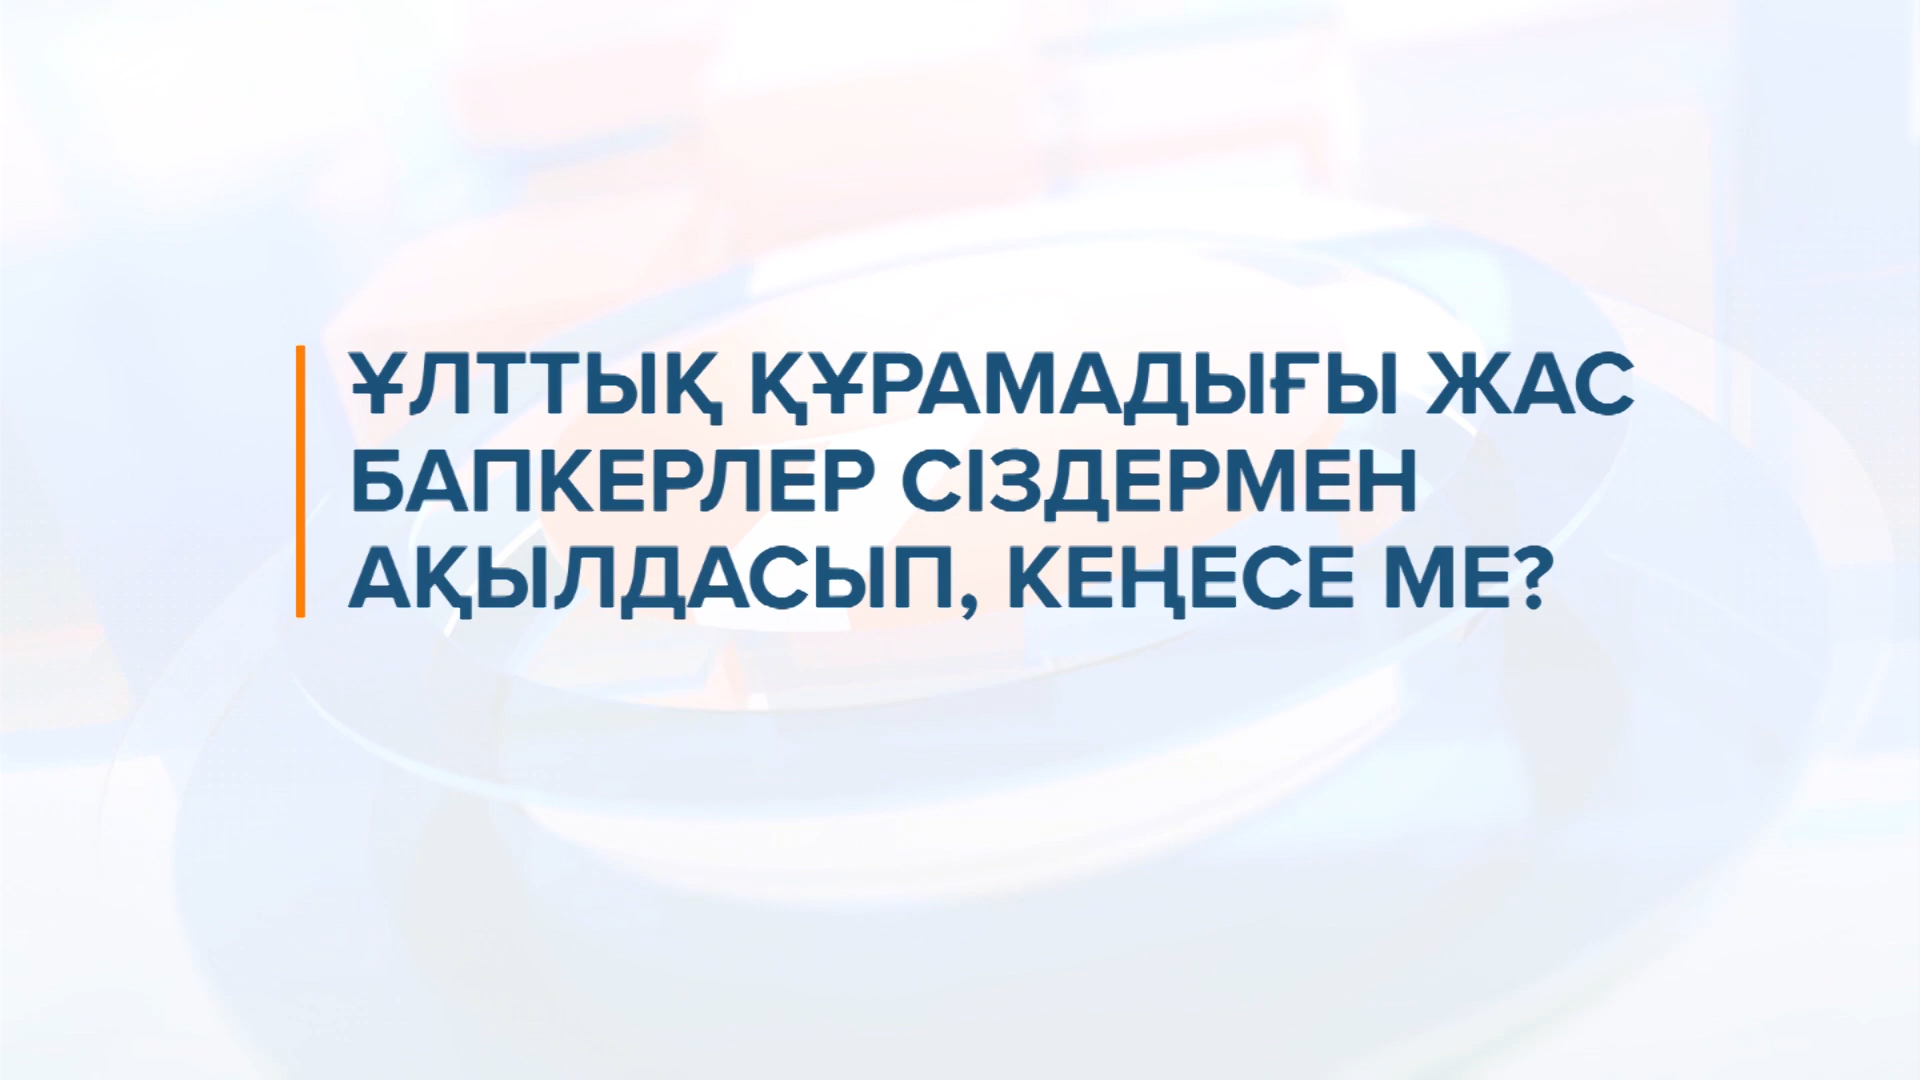 ҰЛТТЫҚ ҚҰРАМАДЫҒЫ ЖАС
БАПКЕРЛЕР СІЗДЕРМЕН
АҚЫЛДАСЫП, КЕҢЕСЕ МЕ?